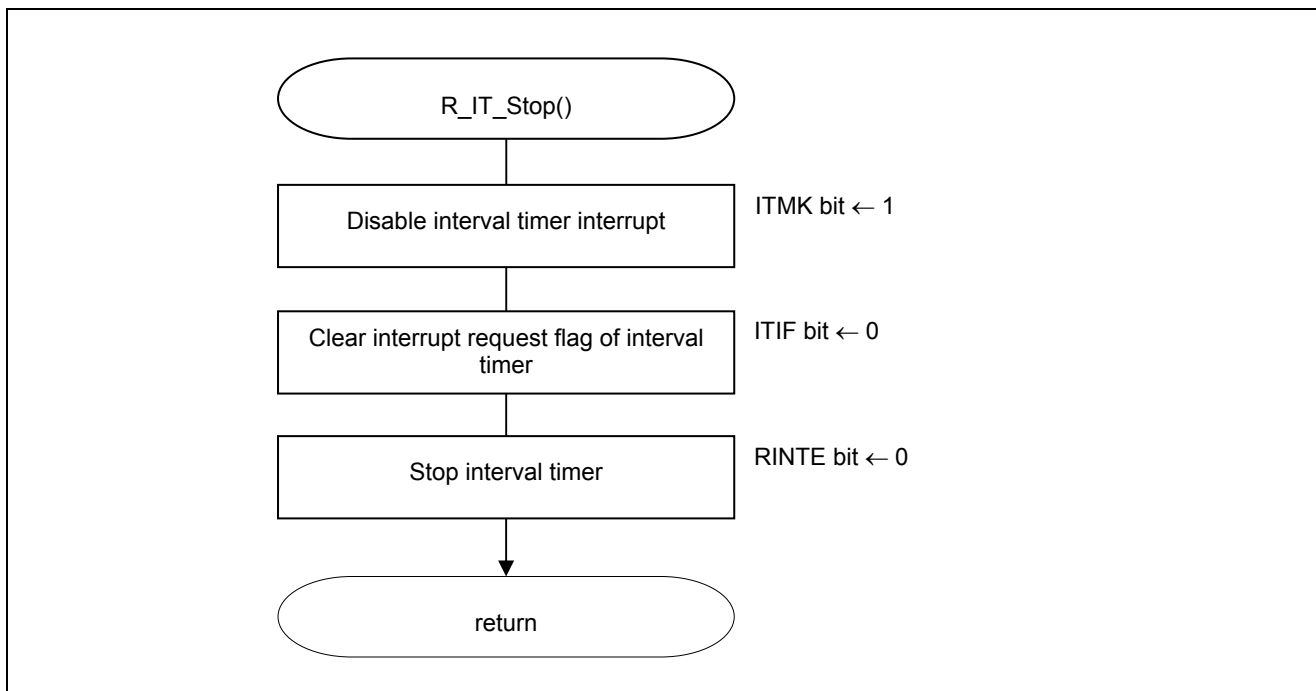 R_IT_Stop()
Disable interval timer interrupt
ITMK bit ← 1
Clear interrupt request flag of interval
timer
ITIF bit ← 0
Stop interval timer
RINTE bit ← 0
return